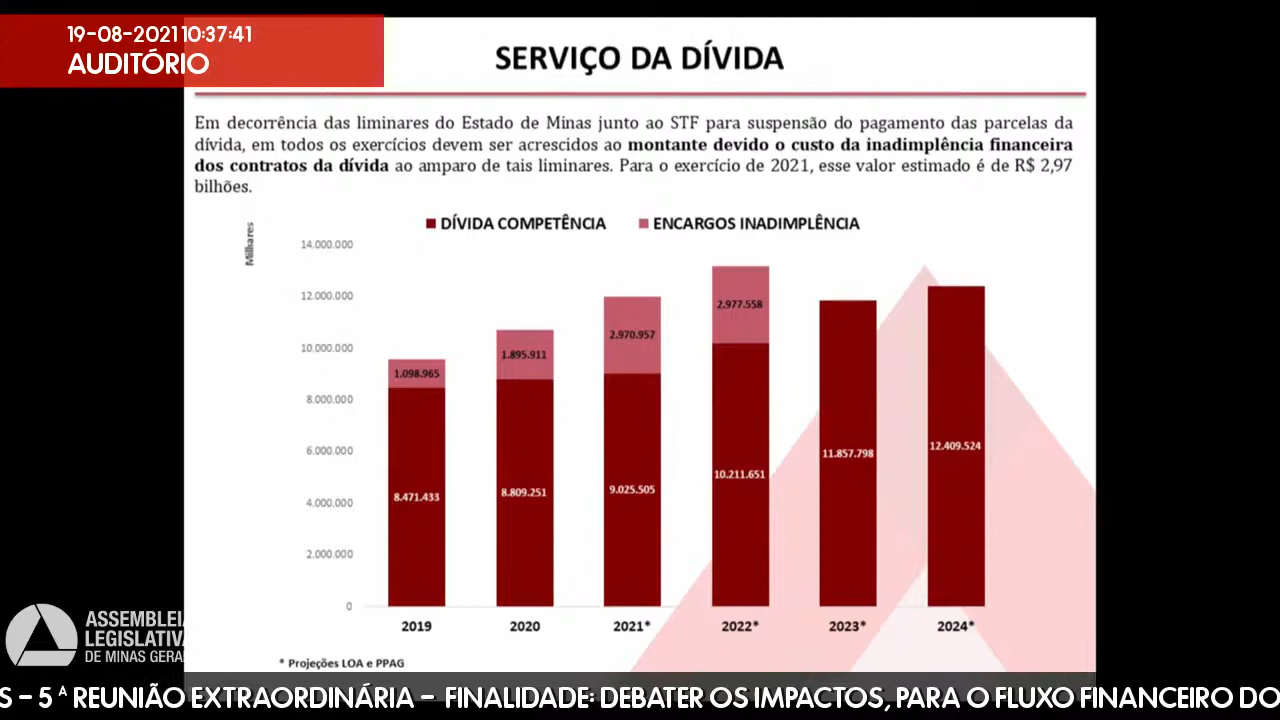 19-08-2021 10:37:41
AUDITÓRIO
SERVIÇO DA DÍVIDA
Em decorrência das liminares do Estado de Minas junto ao STF para suspensão do pagamento das parcelas da
dívida, em todos os exercícios devem ser acrescidos ao montante devido o custo da inadimplência financeira
dos contratos da dívida ao amparo de tais liminares. Para o exercício de 2021, esse valor estimado é de R$ 2,97
bilhões.
DÍVIDA COMPETÊNCIA ENCARGOS INADIMPLÊNCIA
Milhares
14.000.000
12.000.000
10.000.000
8.000.000
6.000.000
4.000.000
2.000.000
0
1.098.965
8.471.433
1.895.911
8.809.251
2.970.957
9.025.505
2.977.558
10.211.651
11.857.798
12.409.524
2019 2020 2021* 2022* 2023* 2024*
* Projeções LOA e PPAG
ASSEMBLEIA
LEGISLATIVA
DE MINAS GERAI
S – 5 ª REUNIÃO EXTRAORDINÁRIA – FINALIDADE: DEBATER OS IMPACTOS, PARA O FLUXO FINANCEIRO DO